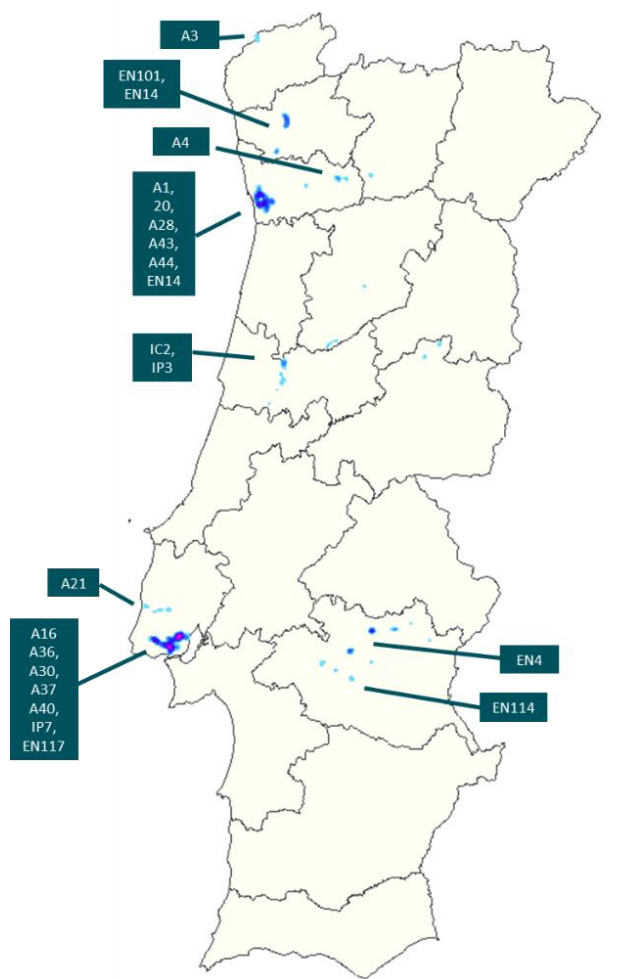 A3
EN101,
EN14
A4
A1,
20,
A28,
A43,
A44,
EN14
IC2,
IP3
A21
A16
A36,
A30,
A37
A40,
IP7,
EN117
EN4
EN114